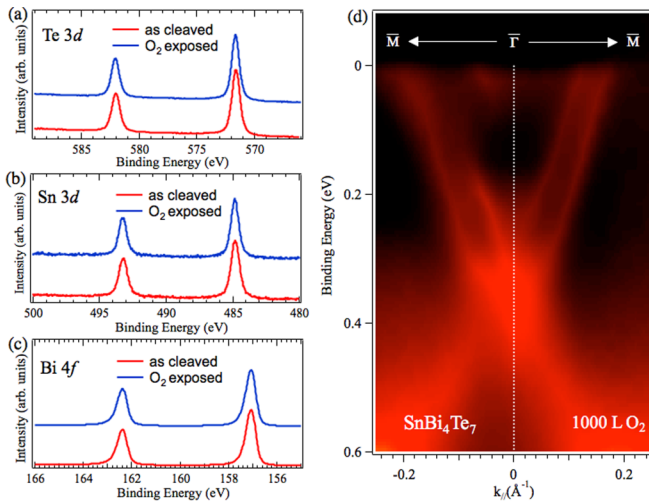 (a)
Te 3d
as cleaved
O2 exposed
Intensity (arb. units)
585 580 575 570
Binding Energy (eV)
(b)
Sn 3d
as cleaved
O2 exposed
Intensity (arb. units)
500 495 490 485 480
Binding Energy (eV)
(c)
Bi 4f
as cleaved
O2 exposed
Intensity (arb. units)
166 164 162 160 158 156
Binding Energy (eV)
(d)
M̅ Γ̅ M̅
0
0.2
0.4
0.6
Binding Energy (eV)
SnBi4Te7 1000 L O2
-0.2 0 0.2
k//(Å-1)